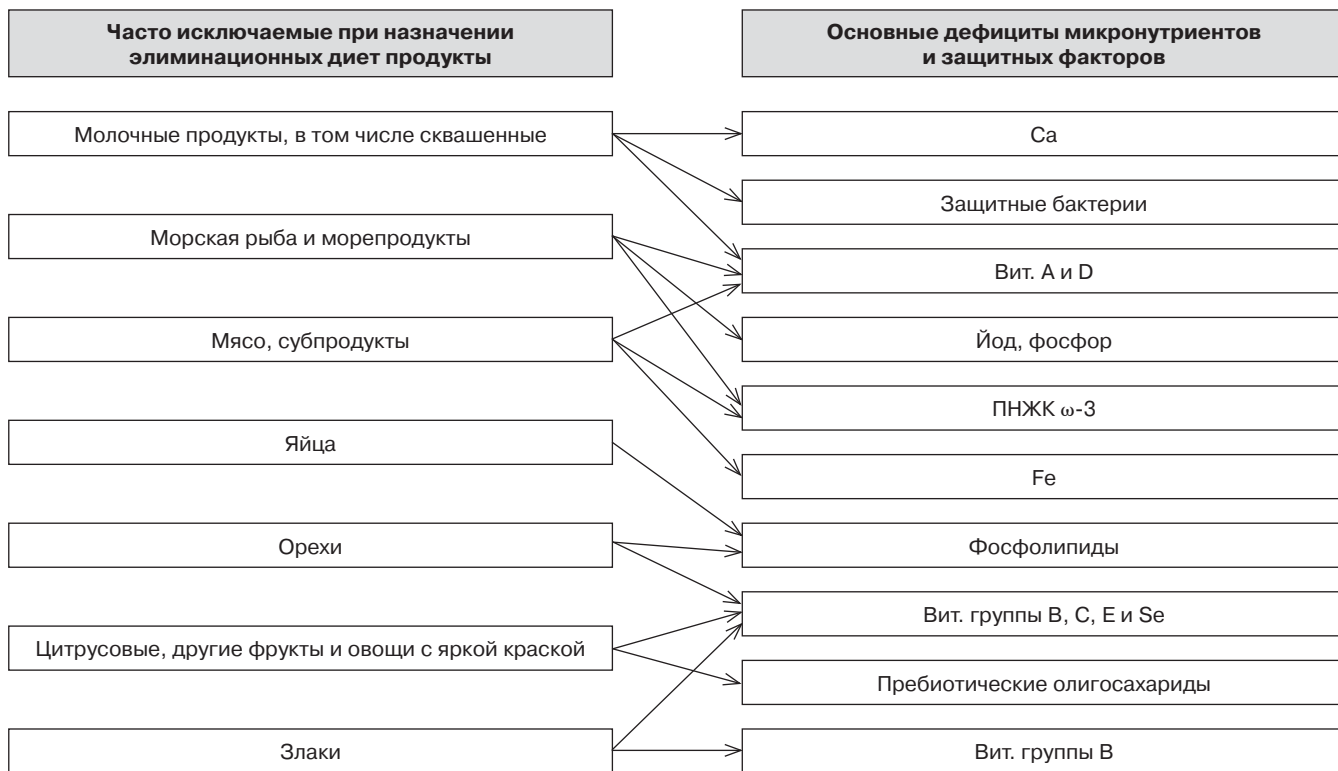 Часто исключаемые при назначении
элиминационных диет продукты
Основные дефициты микронутриентов
и защитных факторов
Молочные продукты, в том числе сквашенные
Морская рыба и морепродукты
Мясо, субпродукты
Яйца
Орехи
Цитрусовые, другие фрукты и овощи с яркой краской
Злаки
Ca
Защитные бактерии
Вит. А и D
Йод, фосфор
ПНЖК ω-3
Fe
Фосфолипиды
Вит. группы В, С, Е и Se
Пребиотические олигосахариды
Вит. группы В